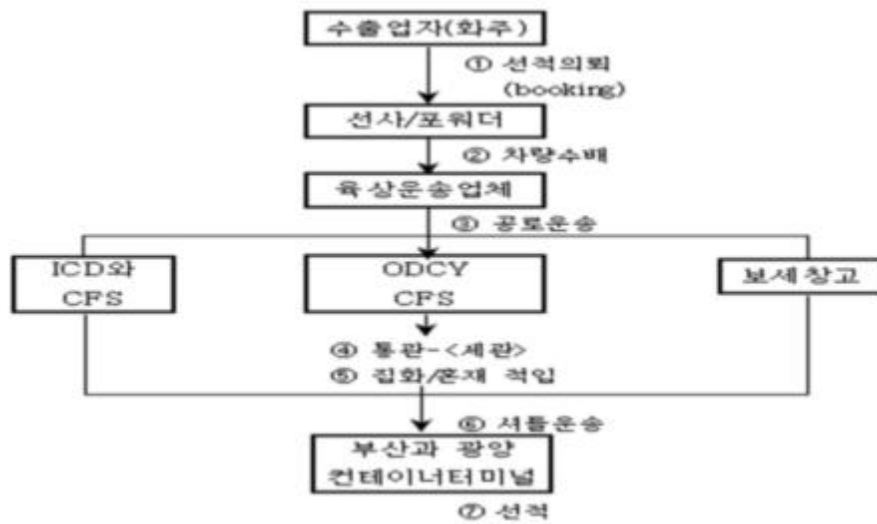 수출업자(화주)
① 선적의뢰
(booking)
선사/포워더
② 차량수배
육상운송업체
③ 공로운송
ICD와
CFS
ODCY
CFS
보세창고
④ 통관-<세관>
⑤ 집화/혼재 적입
⑥ 셔틀운송
부산과 광양
컨테이너터미널
⑦ 선적